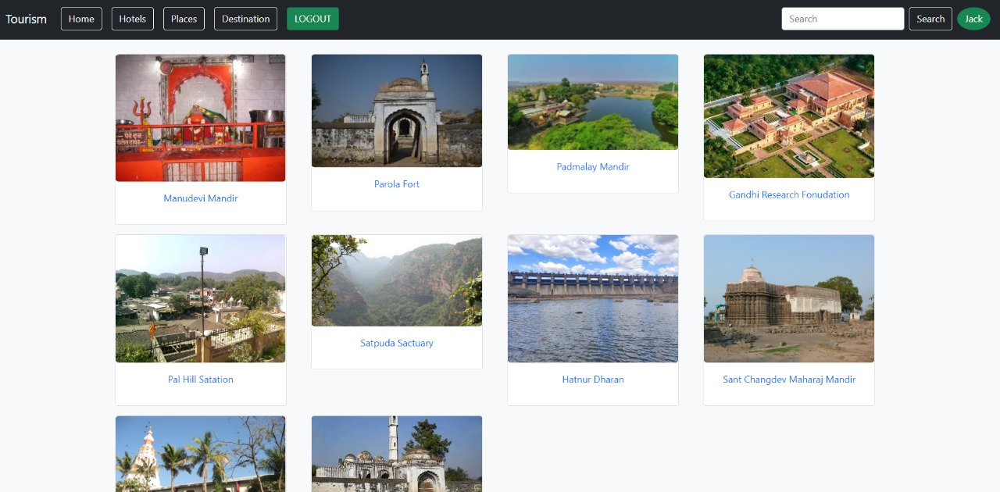 Tourism Home Hotels Places Destination LOGOUT Search Search Jack
Manudevi Mandir
Parola Fort
Padmalay Mandir
Gandhi Research Fonudation
Pal Hill Satation
Satpuda Sactuary
Hatnur Dharan
Sant Changdev Maharaj Mandir